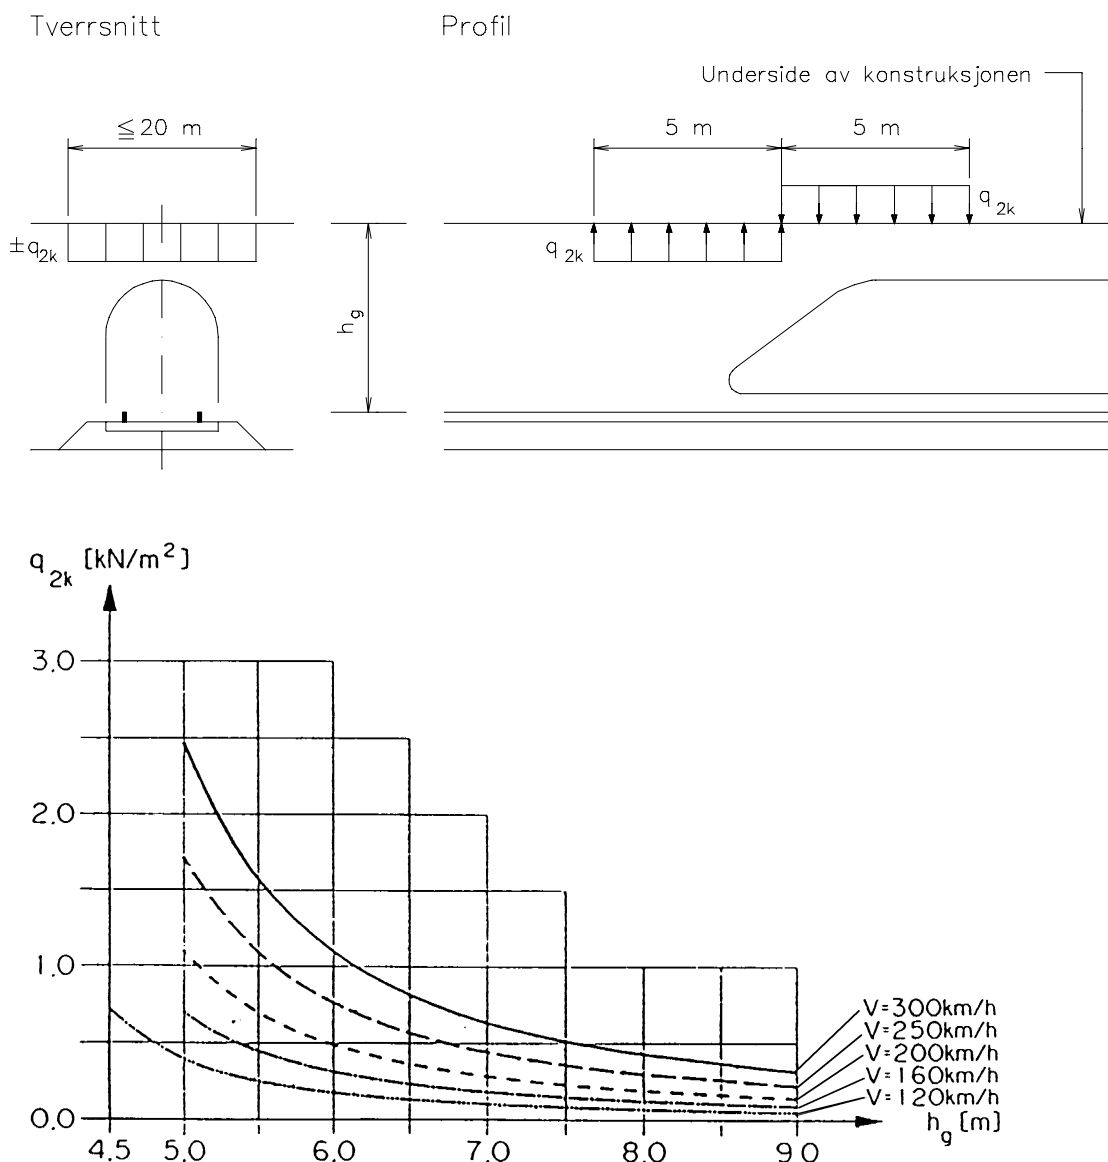 Tverrsnitt
Profil
Underside av konstruksjonen
≦20 m
5 m
5 m
q2k
±q2k
q2k
hg
q2k [kN/m²]
3.0
2.0
1.0
0.0
V=300km/h
V=250km/h
V=200km/h
V=160km/h
V=120km/h
hg [m]
4.5
5.0
6.0
7.0
8.0
9.0